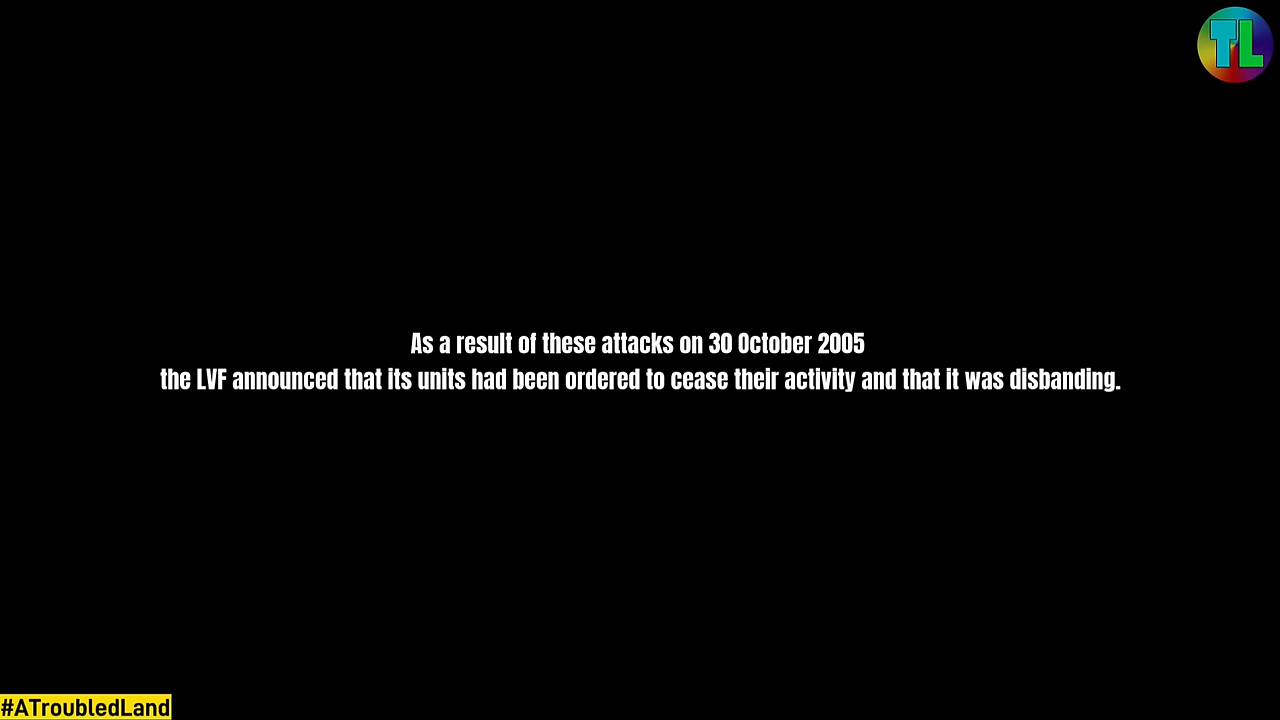 TL
As a result of these attacks on 30 October 2005
the LVF announced that its units had been ordered to cease their activity and that it was disbanding.
#ATroubledLand